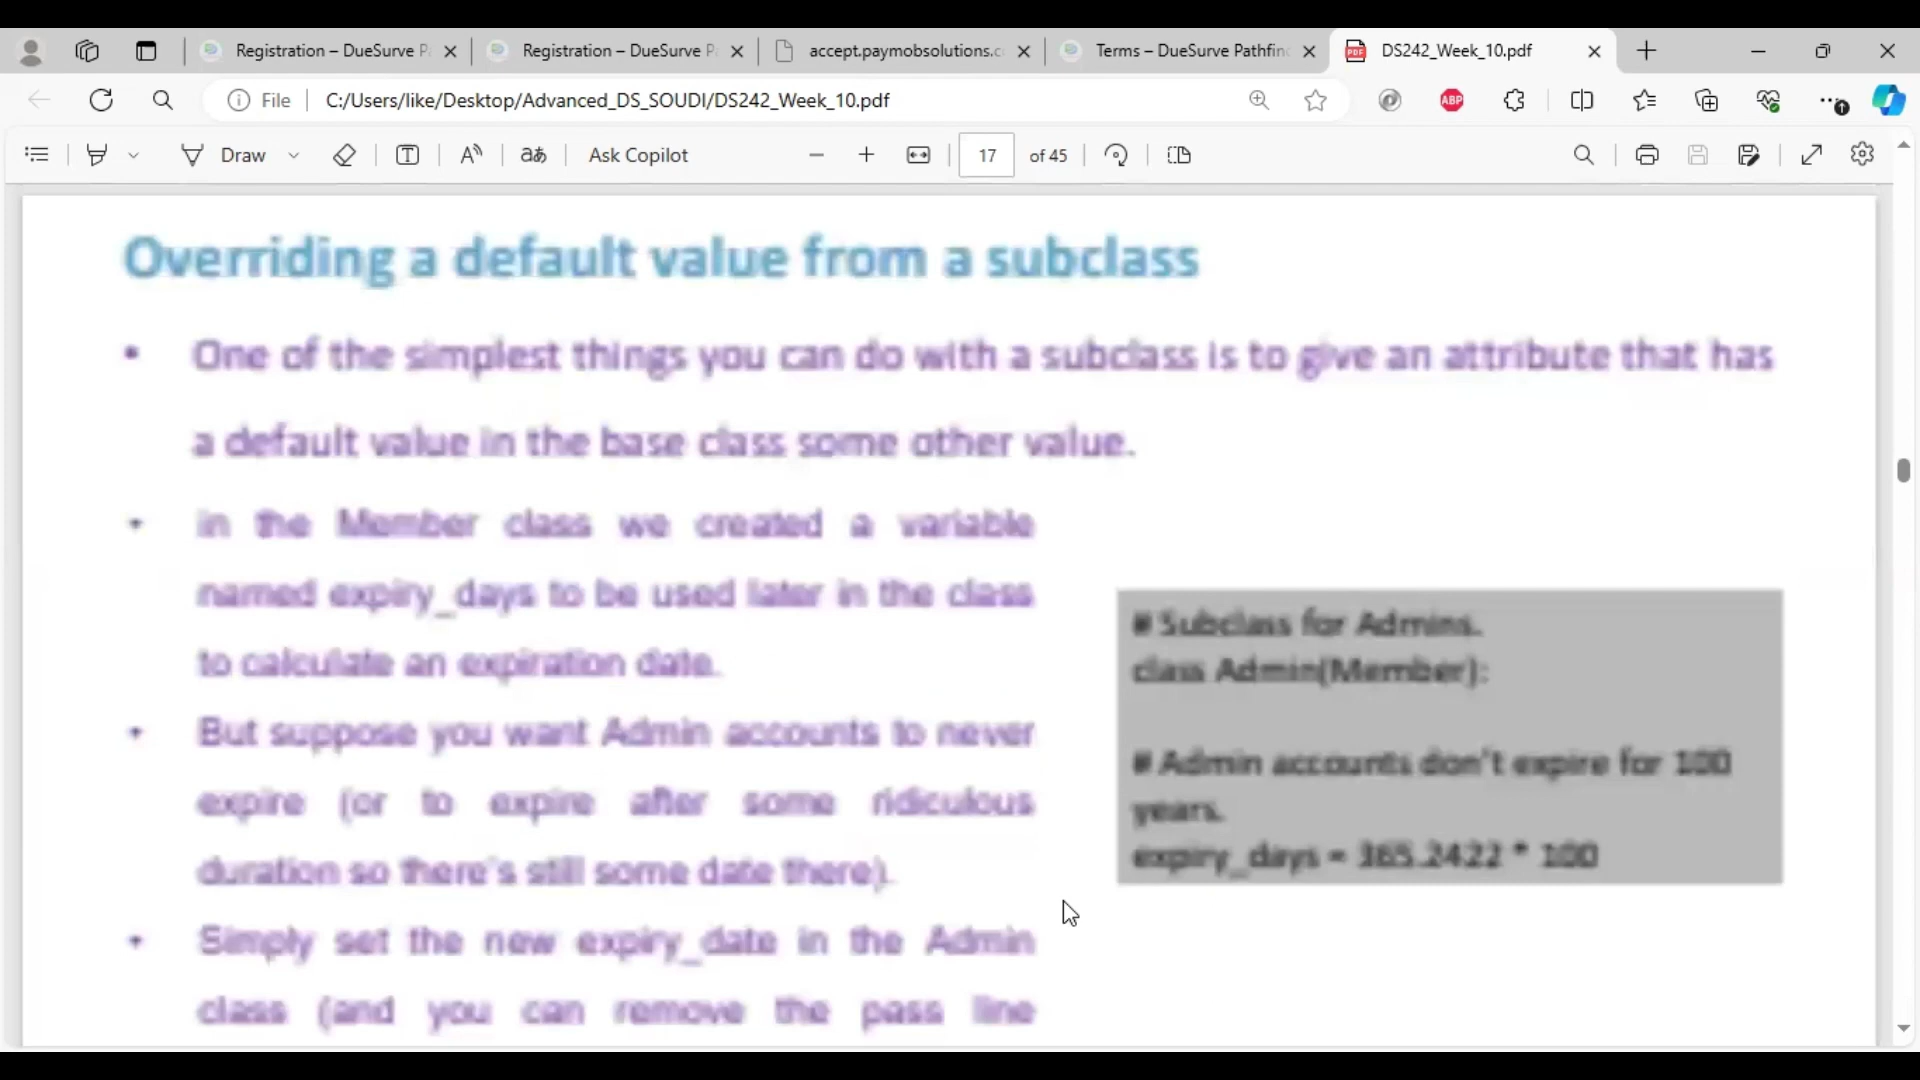 Registration – DueSurve P
Registration – DueSurve P
accept.paymobsolutions.c
Terms – DueSurve Pathfin
DS242_Week_10.pdf
File
C:/Users/like/Desktop/Advanced_DS_SOUDI/DS242_Week_10.pdf
ABP
Draw
aあ
Ask Copilot
17
of 45
Overriding a default value from a subclass
• One of the simplest things you can do with a subclass is to give an attribute that has
a default value in the base class some other value.
• in the Member class we created a variable
named expiry_days to be used later in the class
to calculate an expiration date.
• But suppose you want Admin accounts to never
expire (or to expire after some ridiculous
duration so there's still some date there).
• Simply set the new expiry_date in the Admin
class (and you can remove the pass line
# Subclass for Admins.
class Admin(Member):
# Admin accounts don't expire for 100
years.
expiry_days = 365.2422 * 100